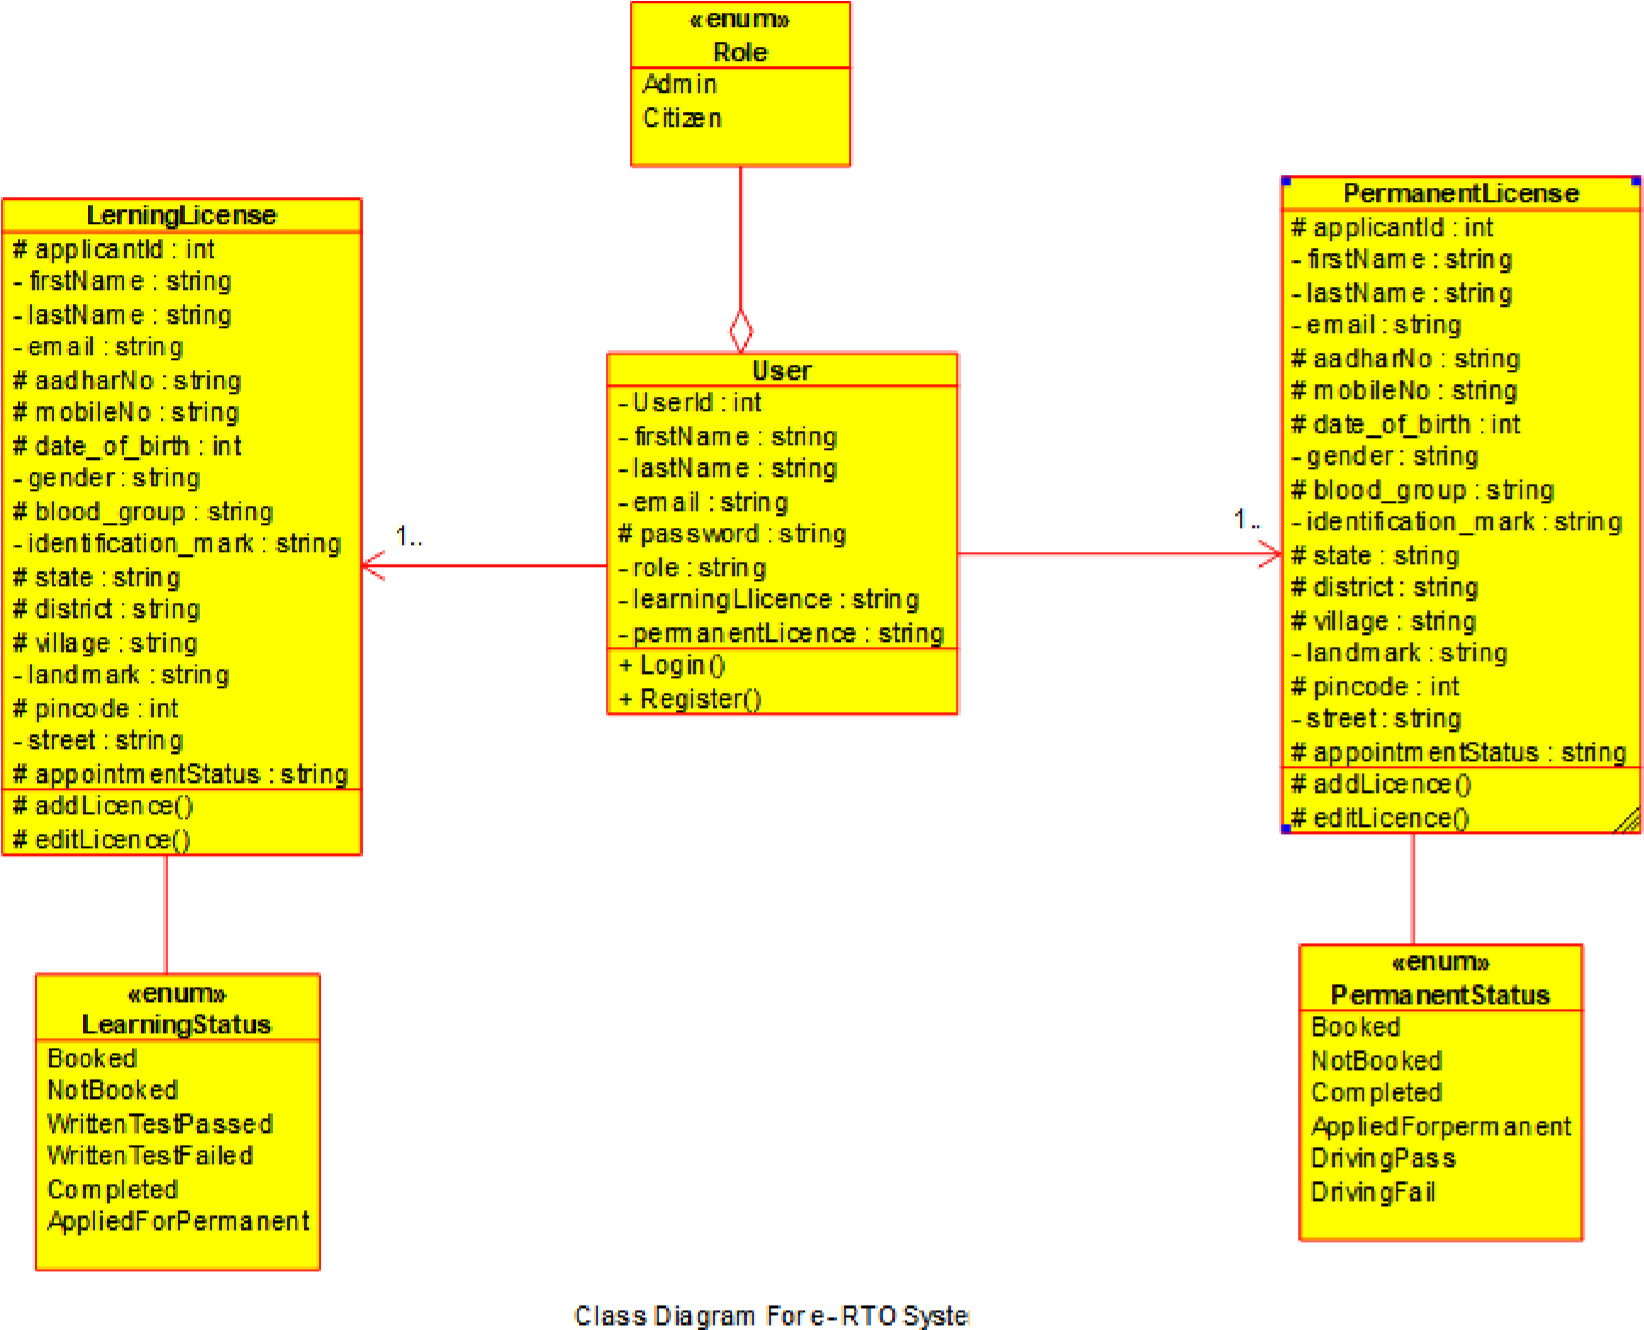 «enum»
Role
Admin
Citizen
LerningLicense
# applicantId : int
- firstName : string
- lastName : string
- email : string
# aadharNo : string
# mobileNo : string
# date_of_birth : int
- gender : string
# blood_group : string
- identification_mark : string
# state : string
# district : string
# village : string
- landmark : string
# pincode : int
- street : string
# appointmentStatus : string
# addLicence()
# editLicence()
1..
User
- UserId : int
- firstName : string
- lastName : string
- email : string
# password : string
- role : string
- learningLlicence : string
- permanentLicence : string
+ Login()
+ Register()
1..
PermanentLicense
# applicantId : int
- firstName : string
- lastName : string
- email : string
# aadharNo : string
# mobileNo : string
# date_of_birth : int
- gender : string
# blood_group : string
- identification_mark : string
# state : string
# district : string
# village : string
- landmark : string
# pincode : int
- street : string
# appointmentStatus : string
# addLicence()
# editLicence()
«enum»
LearningStatus
Booked
NotBooked
WrittenTestPassed
WrittenTestFailed
Completed
AppliedForPermanent
«enum»
PermanentStatus
Booked
NotBooked
Completed
AppliedForpermanent
DrivingPass
DrivingFail
Class Diagram For e-RTO Syste